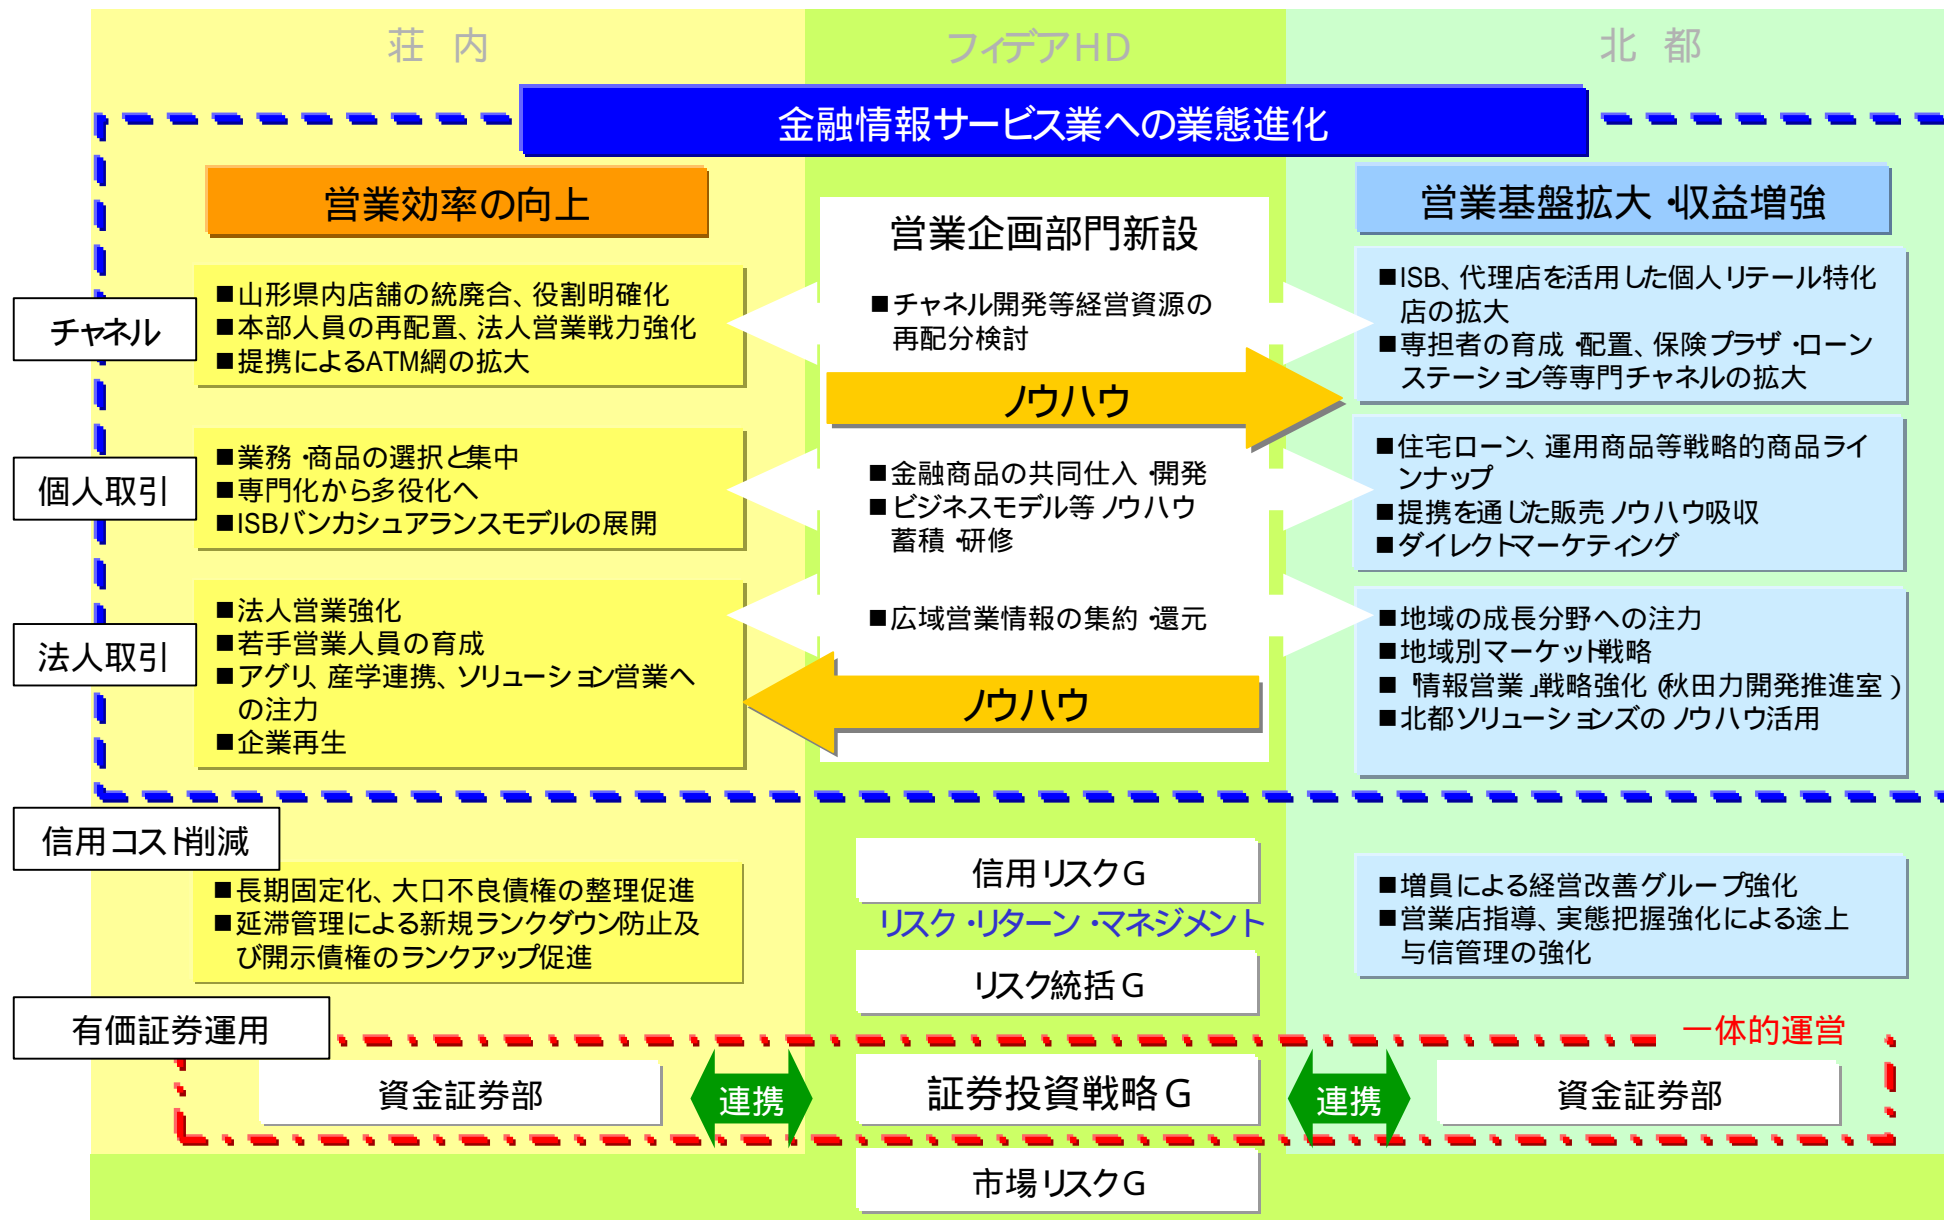 荘 内
フィデアHD
北 都
金融情報サービス業への業態進化
営業効率の向上
営業企画部門新設
営業基盤拡大・収益増強
チャネル
■山形県内店舗の統廃合、役割明確化
■本部人員の再配置、法人営業戦力強化
■提携によるATM網の拡大
■チャネル開発等経営資源の
再配分検討
■ISB、代理店を活用した個人リテール特化
店の拡大
■専担者の育成・配置、保険プラザ・ローン
ステーション等専門チャネルの拡大
ノウハウ
個人取引
■業務・商品の選択と集中
■専門化から多役化へ
■ISBバンカシュアランスモデルの展開
■金融商品の共同仕入・開発
■ビジネスモデル等ノウハウ
蓄積・研修
■住宅ローン、運用商品等戦略的商品ライ
ンナップ
■提携を通じた販売ノウハウ吸収
■ダイレクトマーケティング
法人取引
■法人営業強化
■若手営業人員の育成
■アグリ、産学連携、ソリューション営業へ
の注力
■企業再生
■広域営業情報の集約・還元
ノウハウ
■地域の成長分野への注力
■地域別マーケット戦略
■「情報営業」戦略強化(秋田力開発推進室)
■北都ソリューションズのノウハウ活用
信用コスト削減
■長期固定化、大口不良債権の整理促進
■延滞管理による新規ランクダウン防止及
び開示債権のランクアップ促進
信用リスクG
リスク・リターン・マネジメント
リスク統括G
■増員による経営改善グループ強化
■営業店指導、実態把握強化による途上
与信管理の強化
有価証券運用
一体的運営
資金証券部
連携
証券投資戦略G
連携
資金証券部
市場リスクG